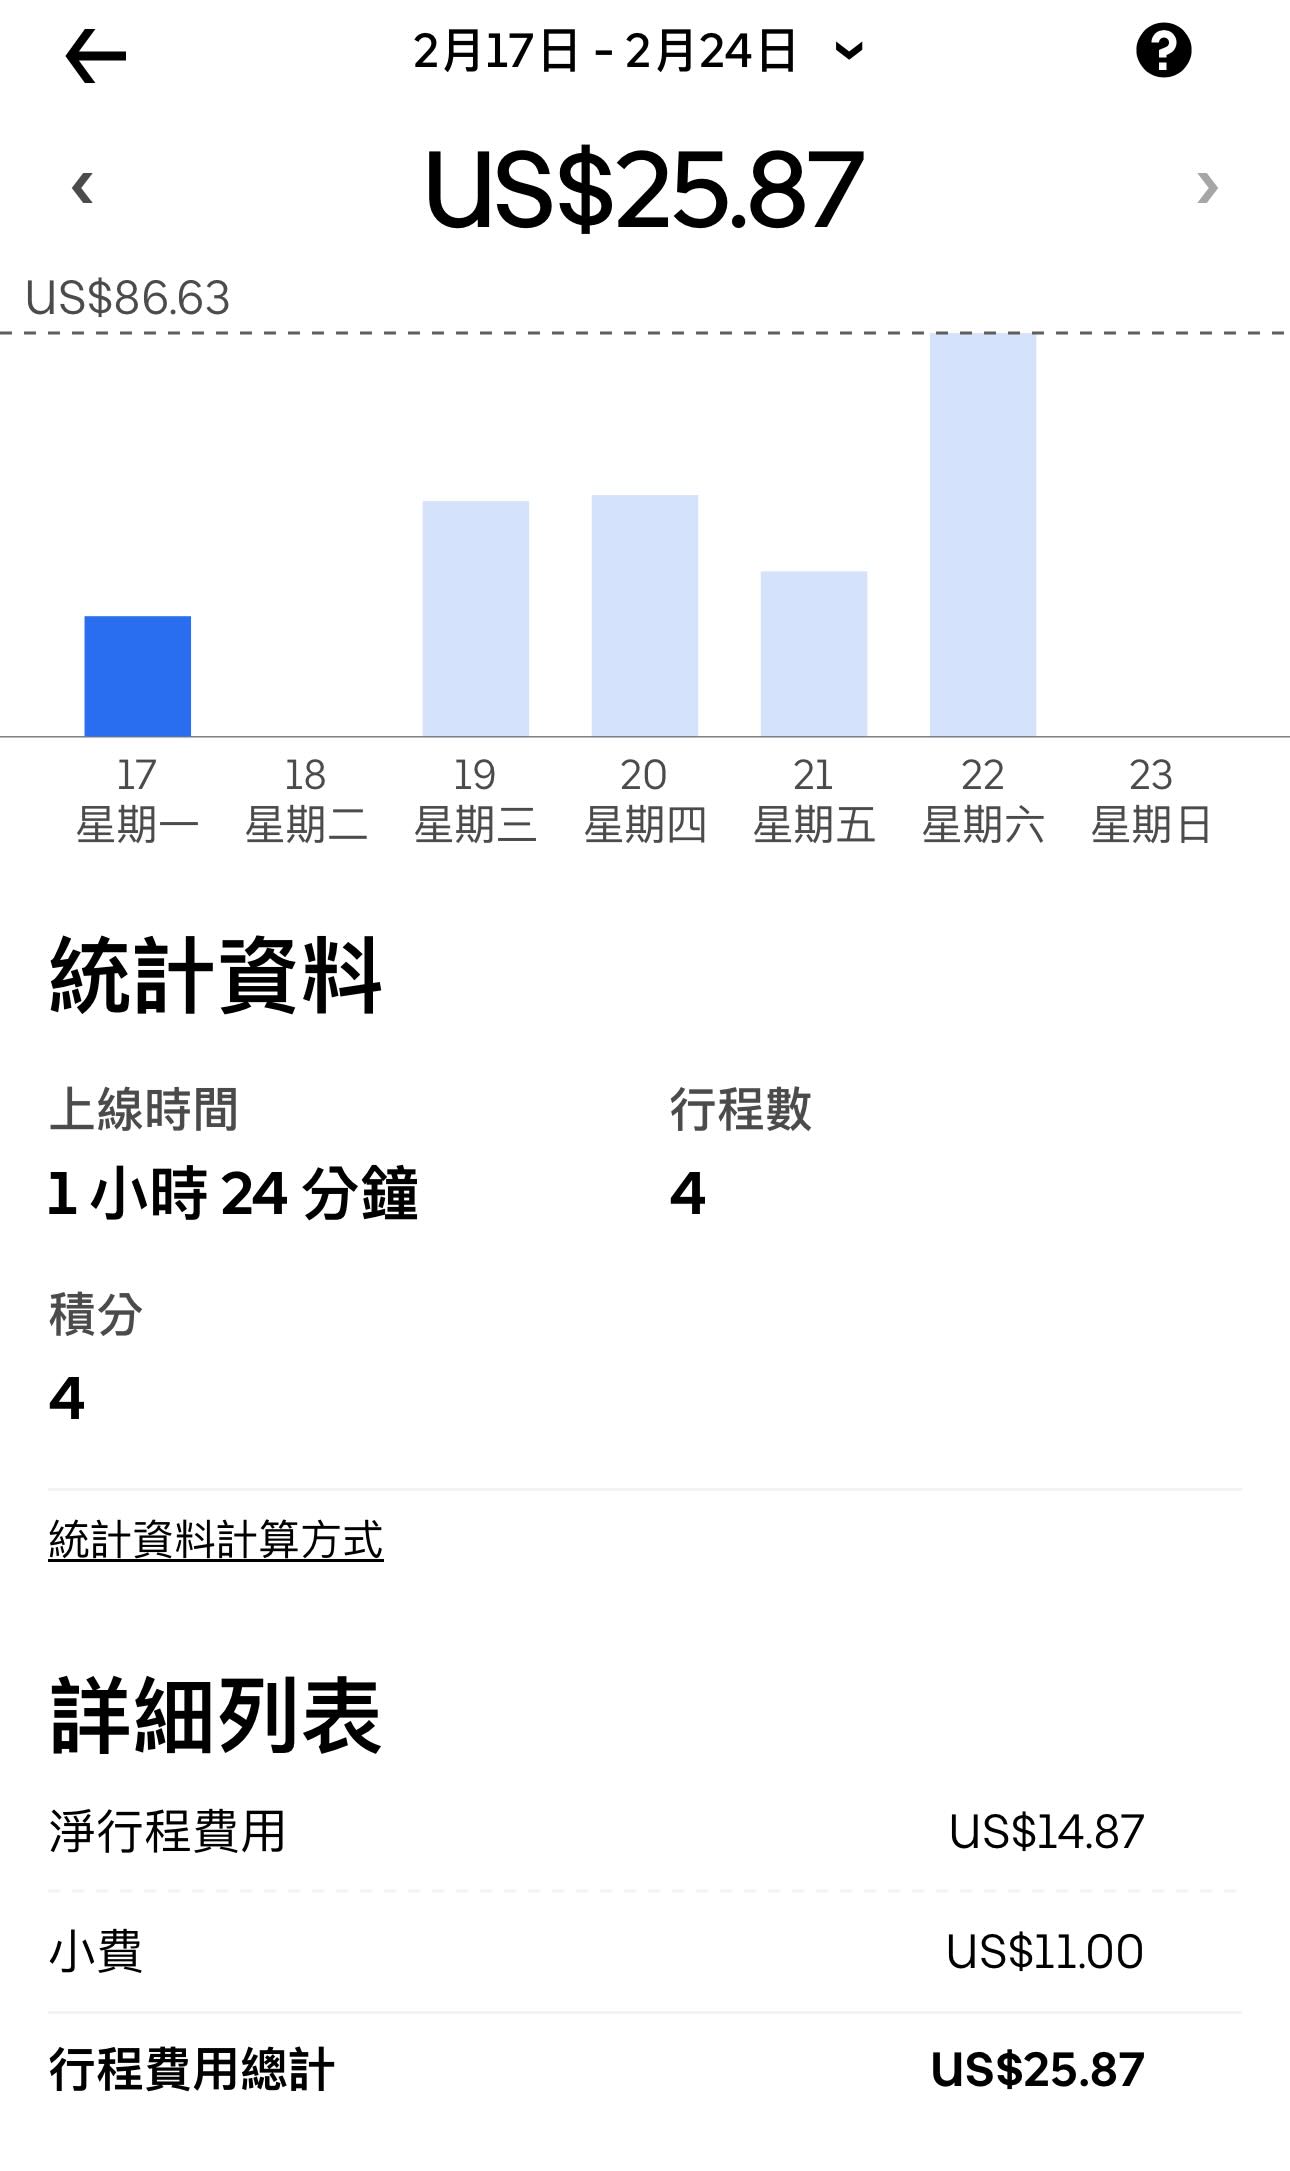 2月17日 - 2月24日
US$25.87
US$86.63
17 18 19 20 21 22 23
星期一 星期二 星期三 星期四 星期五 星期六 星期日
統計資料
上線時間 行程數
1 小時 24 分鐘 4
積分
4
統計資料計算方式
詳細列表
淨行程費用 US$14.87
小費 US$11.00
行程費用總計 US$25.87